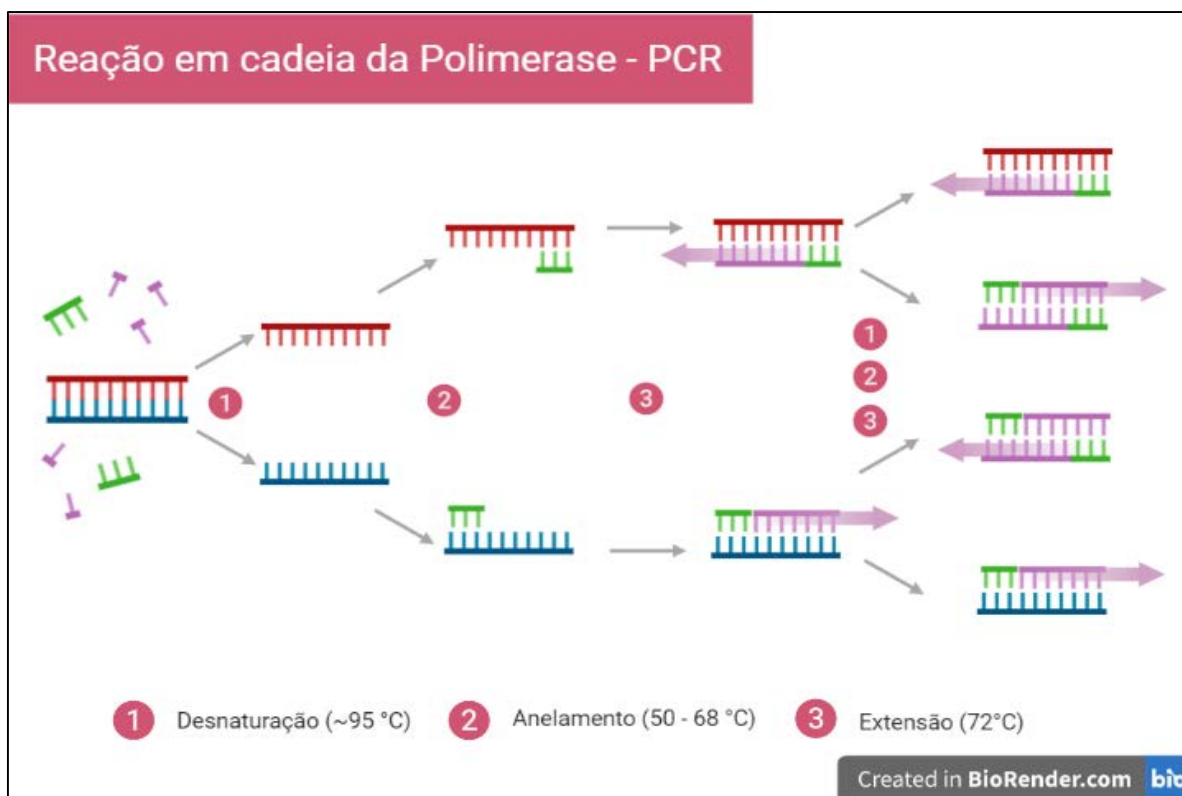 Reação em cadeia da Polimerase - PCR
1
2
3
1
2
3
1 Desnaturação (~95 °C) 2 Anelamento (50 - 68 °C) 3 Extensão (72°C)
Created in BioRender.com bio